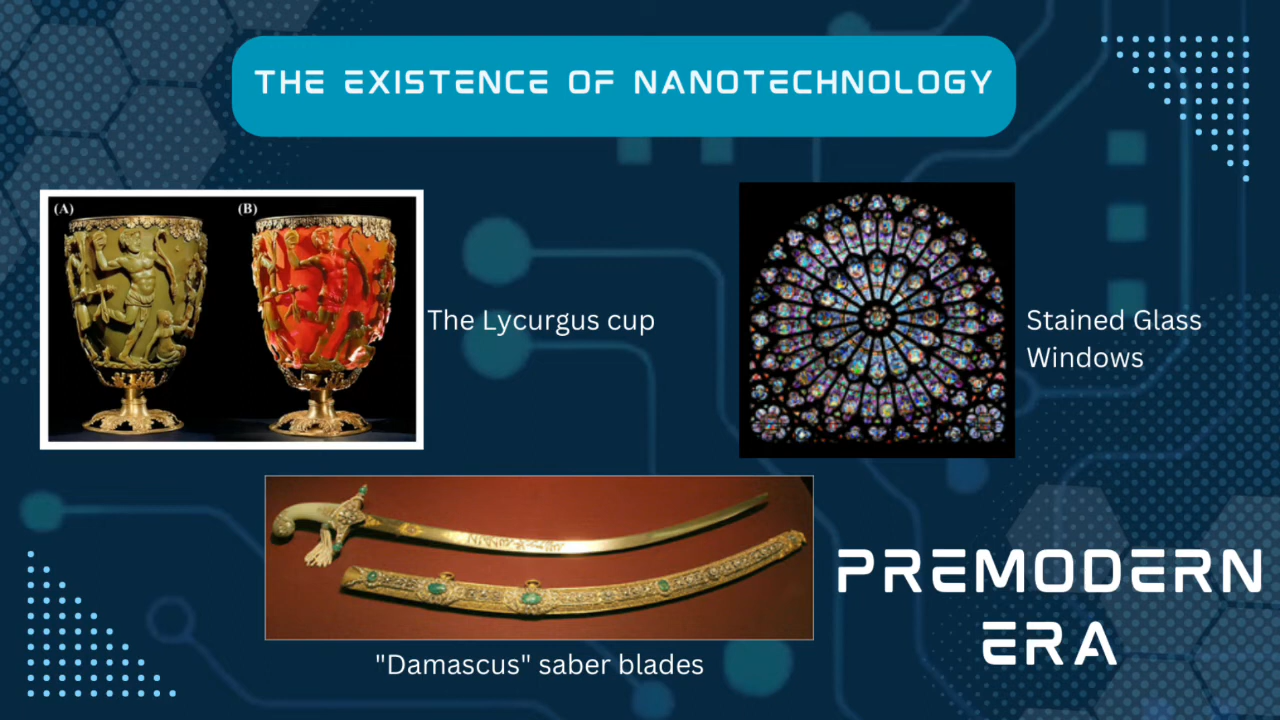 THE EXISTENCE OF NANOTECHNOLOGY
(A)
(B)
The Lycurgus cup
Stained Glass
Windows
"Damascus" saber blades
PREMODERN
ERA